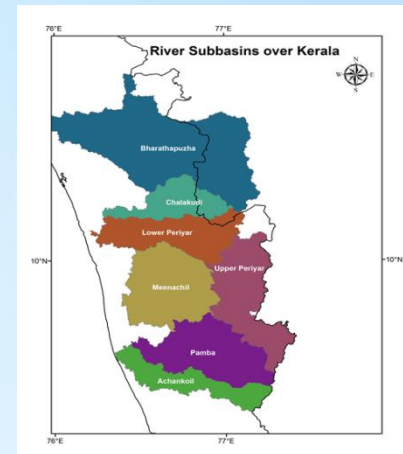 76°E
77°E
River Subbasins over Kerala
N
W
E
S
Bharathapuzha
Chalakudi
Lower Periyar
10°N
10°N
Upper Periyar
Meenachil
Pamba
Achankoil
76°E
77°E